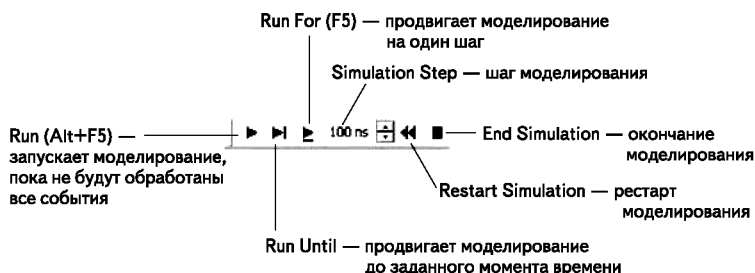 Run For (F5) — продвигает моделирование
на один шаг
Simulation Step — шаг моделирования
100 ns
Run (Alt+F5) —
запускает моделирование,
пока не будут обработаны
все события
End Simulation — окончание
моделирования
Restart Simulation — рестарт
моделирования
Run Until — продвигает моделирование
до заданного момента времени